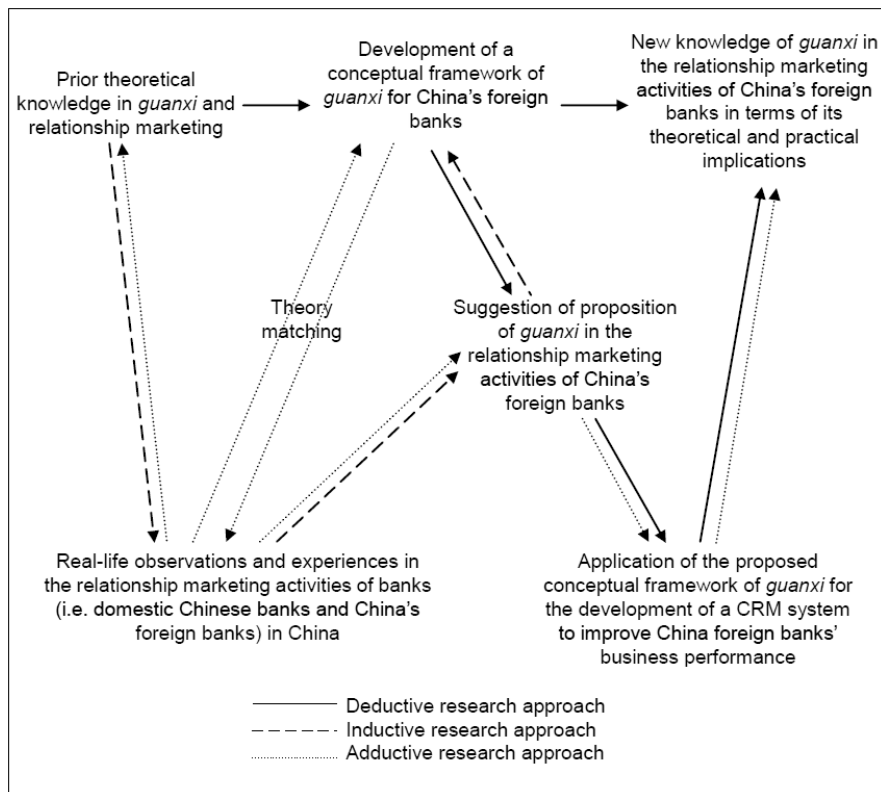 Prior theoretical
knowledge in guanxi and
relationship marketing
Development of a
conceptual framework of
guanxi for China's foreign
banks
New knowledge of guanxi in
the relationship marketing
activities of China's foreign
banks in terms of its
theoretical and practical
implications
Theory
matching
Suggestion of proposition
of guanxi in the
relationship marketing
activities of China's
foreign banks
Real-life observations and experiences in
the relationship marketing activities of banks
(i.e. domestic Chinese banks and China's
foreign banks) in China
Application of the proposed
conceptual framework of guanxi for
the development of a CRM system
to improve China foreign banks'
business performance
Deductive research approach
Inductive research approach
Adductive research approach